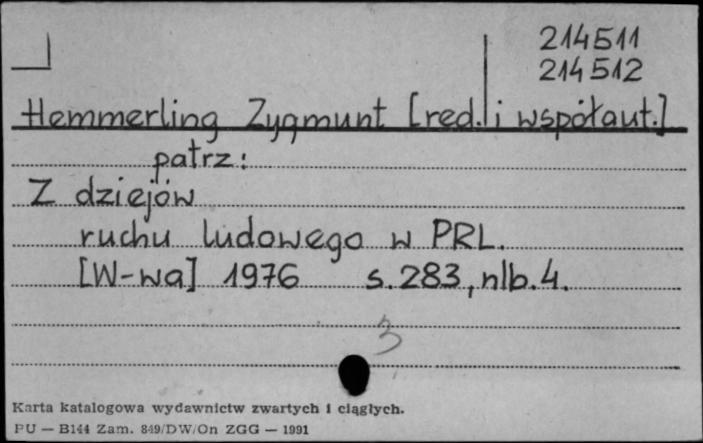 214511
214512
Hemmerling Zygmunt [red. i współaut.]
patrz:
Z dziejów
ruchu ludowego w PRL.
[W-wa] 1976 s. 283, nlb. 4.
3
Karta katalogowa wydawnictw zwartych i ciągłych.
PU — B144 Zam. 849/DW/On ZGG — 1991